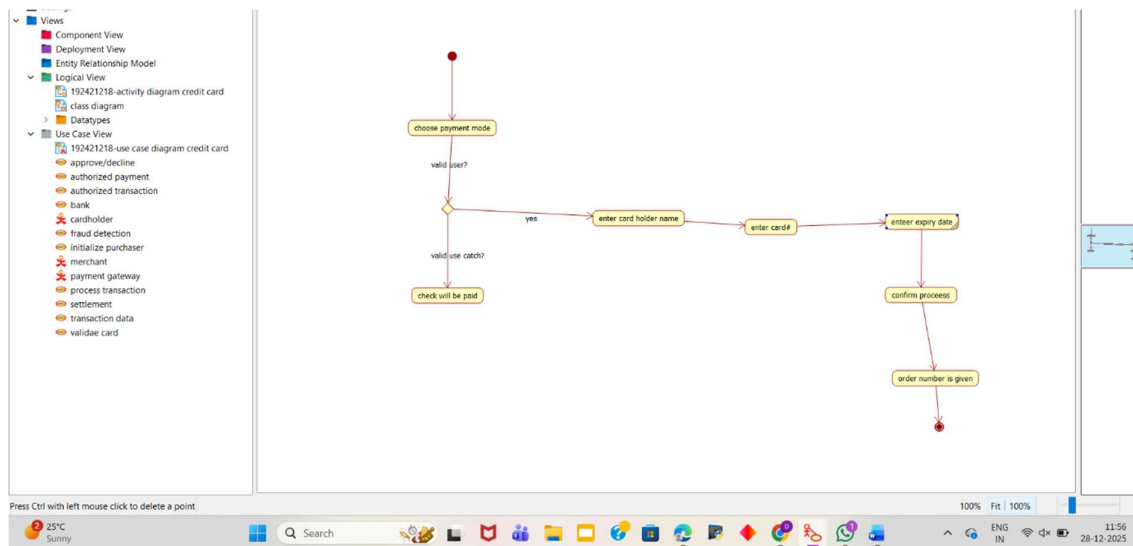 Views
Component View
Deployment View
Entity Relationship Model
Logical View
192421218-activity diagram credit card
class diagram
Datatypes
Use Case View
192421218-use case diagram credit card
approve/decline
authorized payment
authorized transaction
bank
cardholder
fraud detection
initialize purchaser
merchant
payment gateway
process transaction
settlement
transaction data
validae card
choose payment mode
valid user?
yes
enter card holder name
enter card#
enteer expiry date
valid use catch?
check will be paid
confirm proceess
order number is given
Press Ctrl with left mouse click to delete a point
100% Fit 100%
2
25°C
Sunny
Search
1
ENG
IN
11:56
28-12-2025